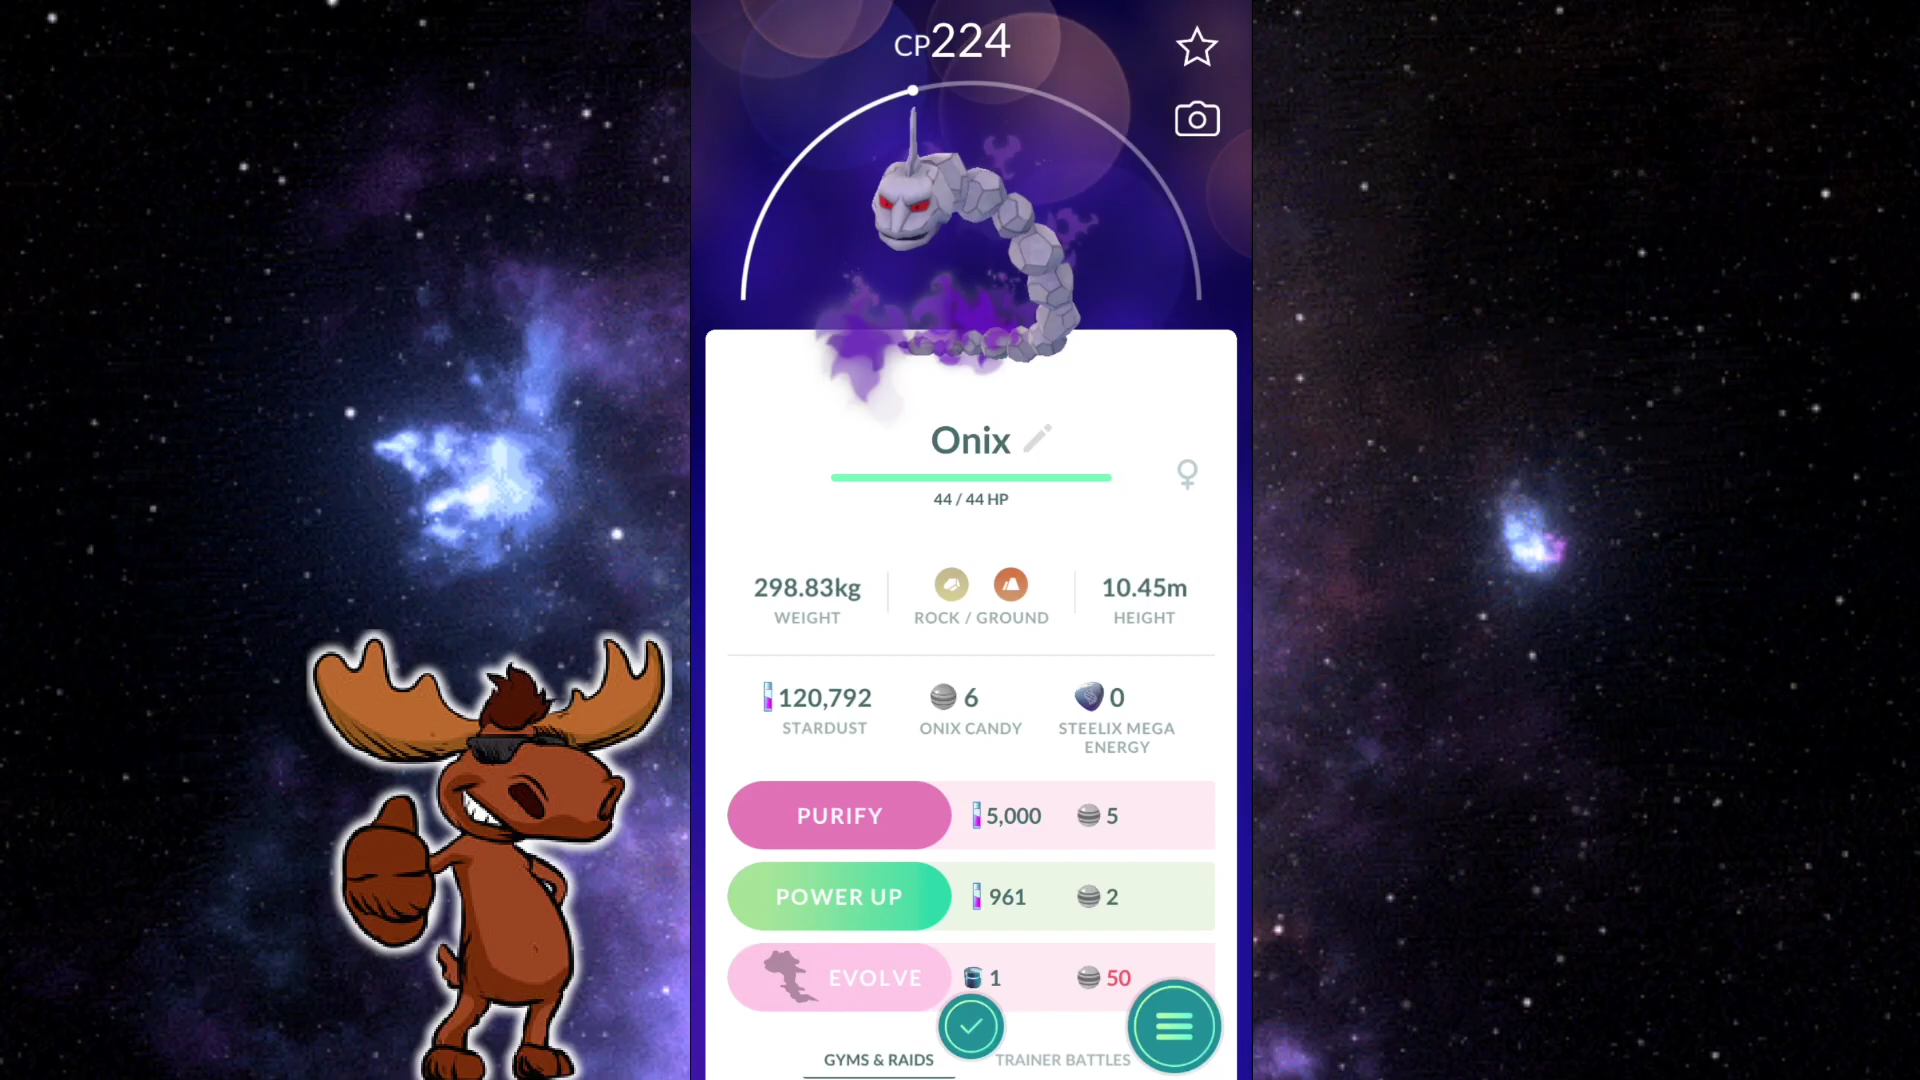 CP224
Onix
44 / 44 HP
298.83kg
WEIGHT
ROCK / GROUND
10.45m
HEIGHT
120,792
STARDUST
6
ONIX CANDY
0
STEELIX MEGA
ENERGY
PURIFY 5,000 5
POWER UP 961 2
EVOLVE 1 50
GYMS & RAIDS TRAINER BATTLES